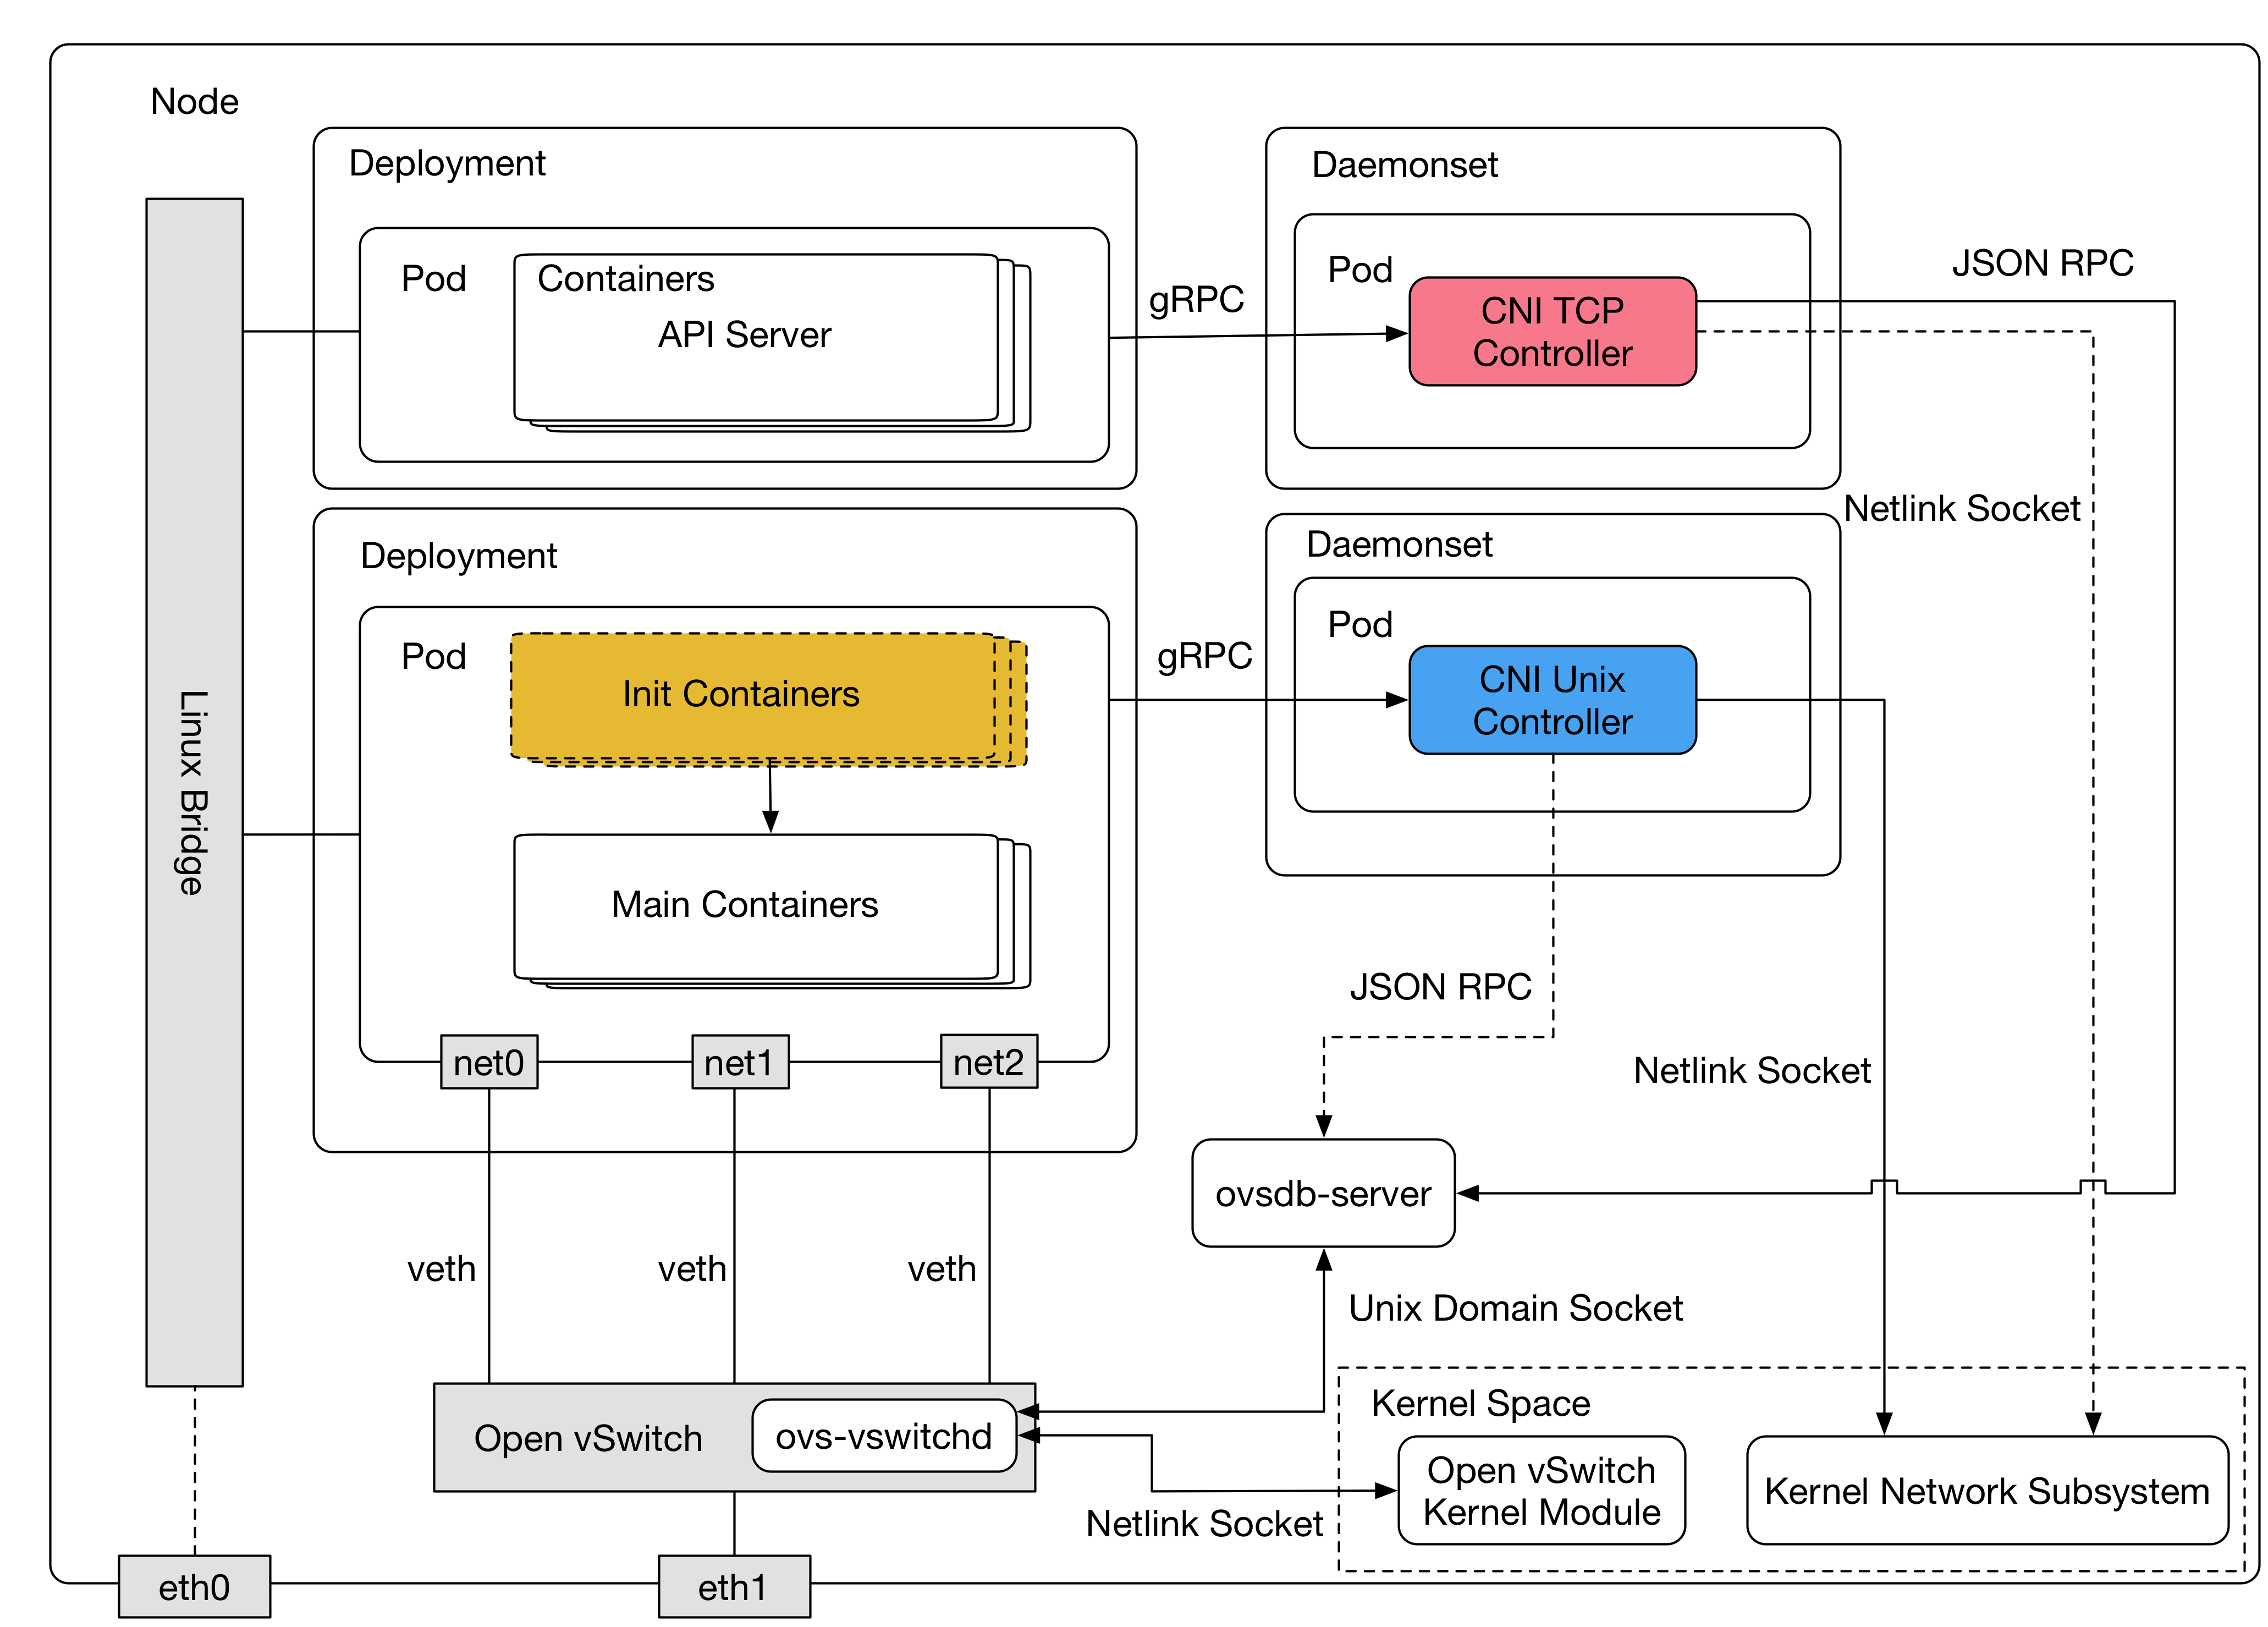 Node
Deployment
Pod
Containers
API Server
gRPC
Daemonset
Pod
CNI TCP
Controller
JSON RPC
Netlink Socket
Linux Bridge
Deployment
Pod
Init Containers
Main Containers
gRPC
Daemonset
Pod
CNI Unix
Controller
JSON RPC
Netlink Socket
net0
net1
net2
ovsdb-server
veth
veth
veth
Unix Domain Socket
Open vSwitch
ovs-vswitchd
Netlink Socket
Kernel Space
Open vSwitch
Kernel Module
Kernel Network Subsystem
eth0
eth1